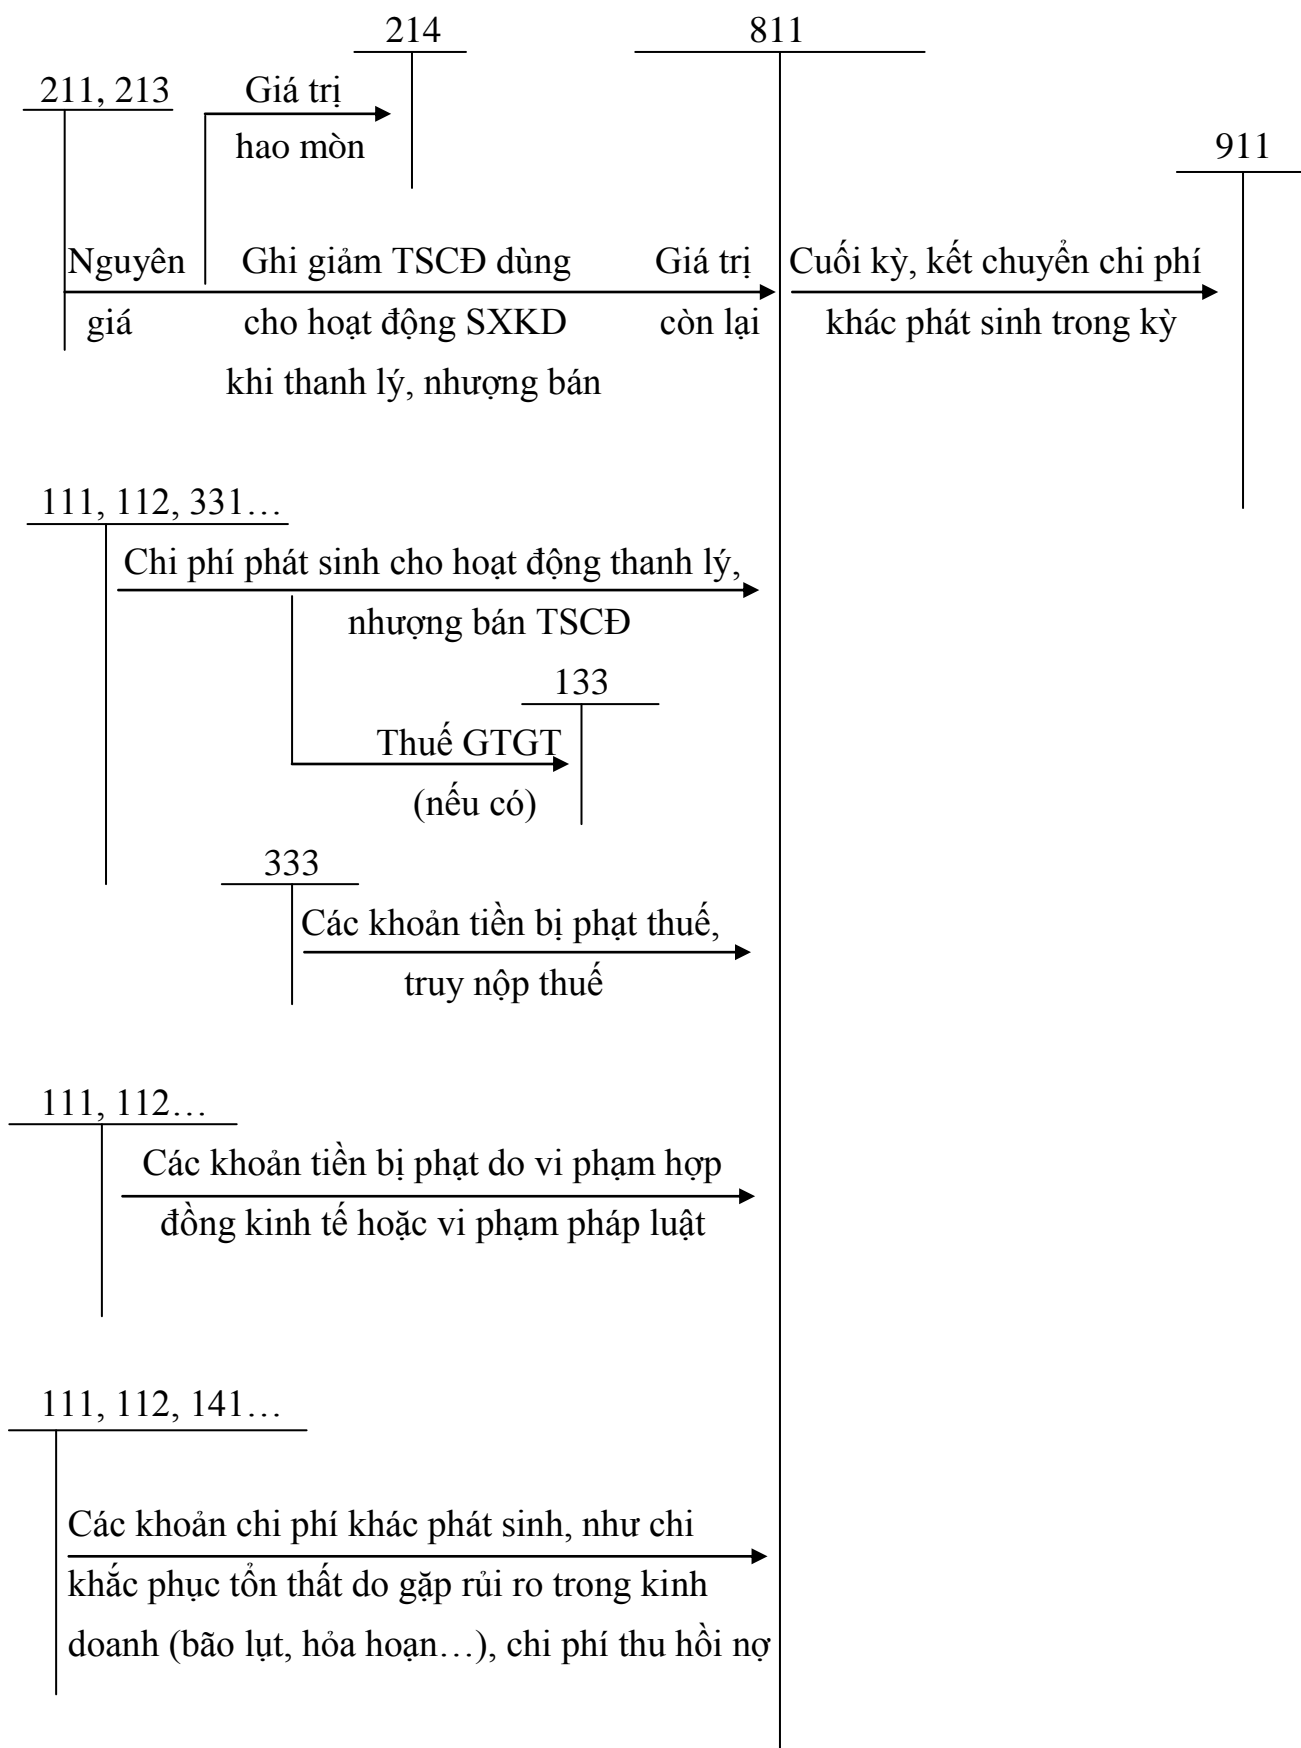 214
811
211, 213
Giá trị
hao mòn
911
Nguyên
giá
Ghi giảm TSCĐ dùng
cho hoạt động SXKD
khi thanh lý, nhượng bán
Giá trị
còn lại
Cuối kỳ, kết chuyển chi phí
khác phát sinh trong kỳ
111, 112, 331…
Chi phí phát sinh cho hoạt động thanh lý,
nhượng bán TSCĐ
133
Thuế GTGT
(nếu có)
333
Các khoản tiền bị phạt thuế,
truy nộp thuế
111, 112…
Các khoản tiền bị phạt do vi phạm hợp
đồng kinh tế hoặc vi phạm pháp luật
111, 112, 141…
Các khoản chi phí khác phát sinh, như chi
khắc phục tổn thất do gặp rủi ro trong kinh
doanh (bão lụt, hỏa hoạn…), chi phí thu hồi nợ